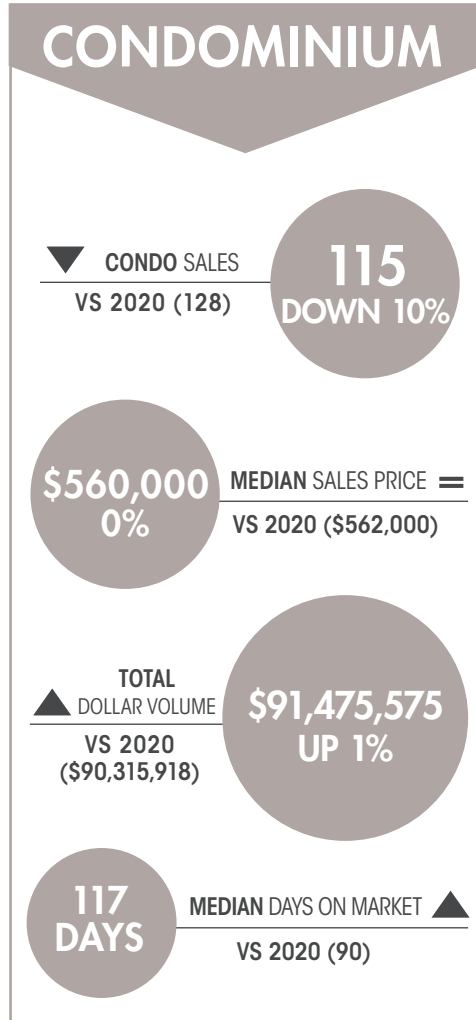 CONDOMINIUM
CONDO SALES
VS 2020 (128)
115
DOWN 10%
$560,000
0%
MEDIAN SALES PRICE =
VS 2020 ($562,000)
TOTAL
DOLLAR VOLUME
VS 2020
($90,315,918)
$91,475,575
UP 1%
117
DAYS
MEDIAN DAYS ON MARKET
VS 2020 (90)